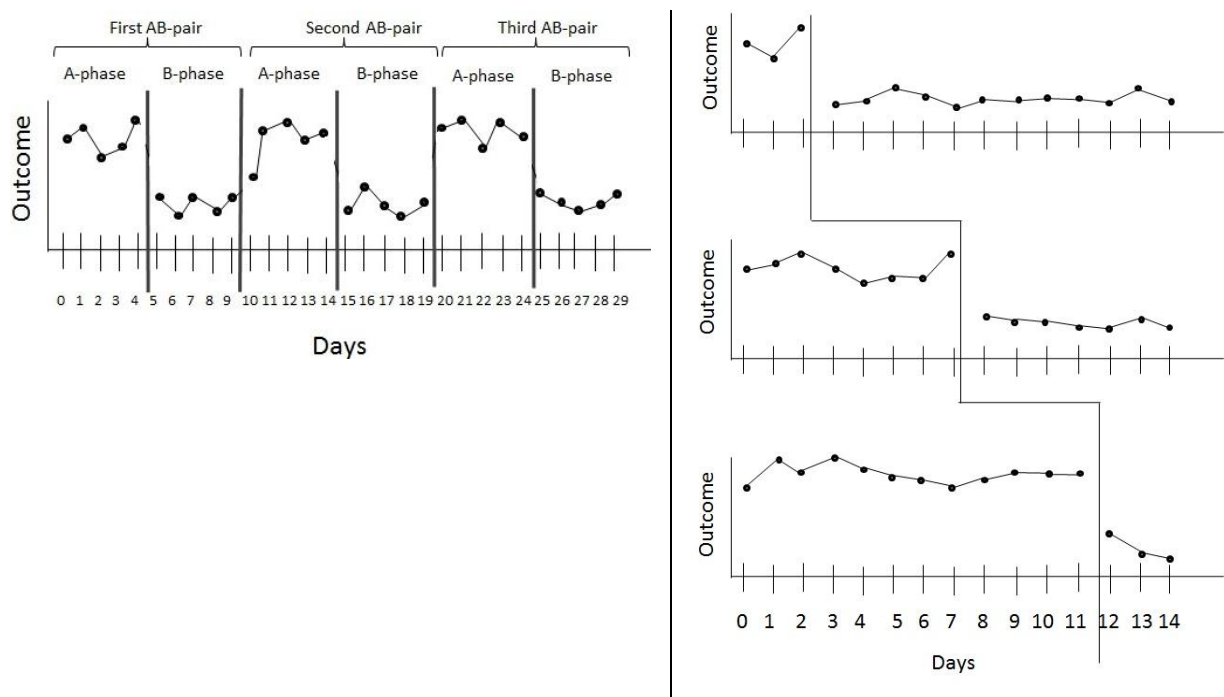 First AB-pair Second AB-pair Third AB-pair
A-phase B-phase A-phase B-phase A-phase B-phase
Outcome
0 1 2 3 4 5 6 7 8 9 10 11 12 13 14 15 16 17 18 19 20 21 22 23 24 25 26 27 28 29
Days
Outcome
Outcome
Outcome
0 1 2 3 4 5 6 7 8 9 10 11 12 13 14
Days